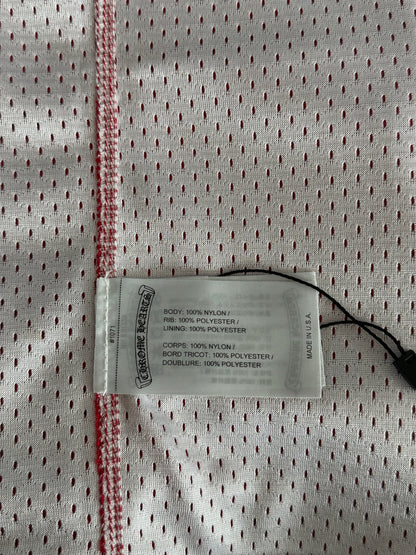 CHROME HEARTS
#1071
BODY: 100% NYLON /
RIB: 100% POLYESTER /
LINING: 100% POLYESTER
CORPS: 100% NYLON /
BORD TRICOT: 100% POLYESTER /
DOUBLURE: 100% POLYESTER
MADE IN U.S.A.